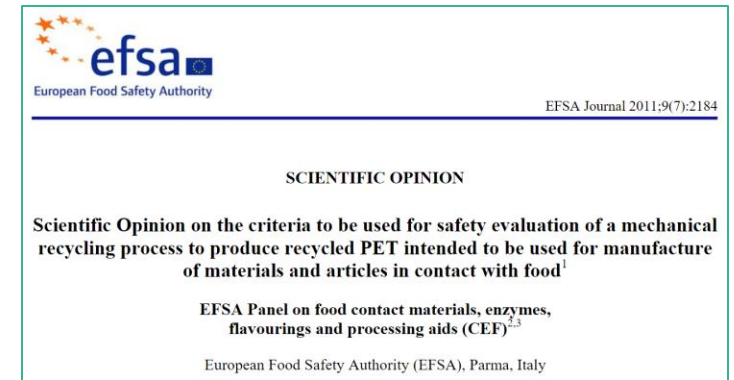 efsa
European Food Safety Authority
EFSA Journal 2011;9(7):2184
SCIENTIFIC OPINION
Scientific Opinion on the criteria to be used for safety evaluation of a mechanical
recycling process to produce recycled PET intended to be used for manufacture
of materials and articles in contact with food1
EFSA Panel on food contact materials, enzymes,
flavourings and processing aids (CEF)2,3
European Food Safety Authority (EFSA), Parma, Italy